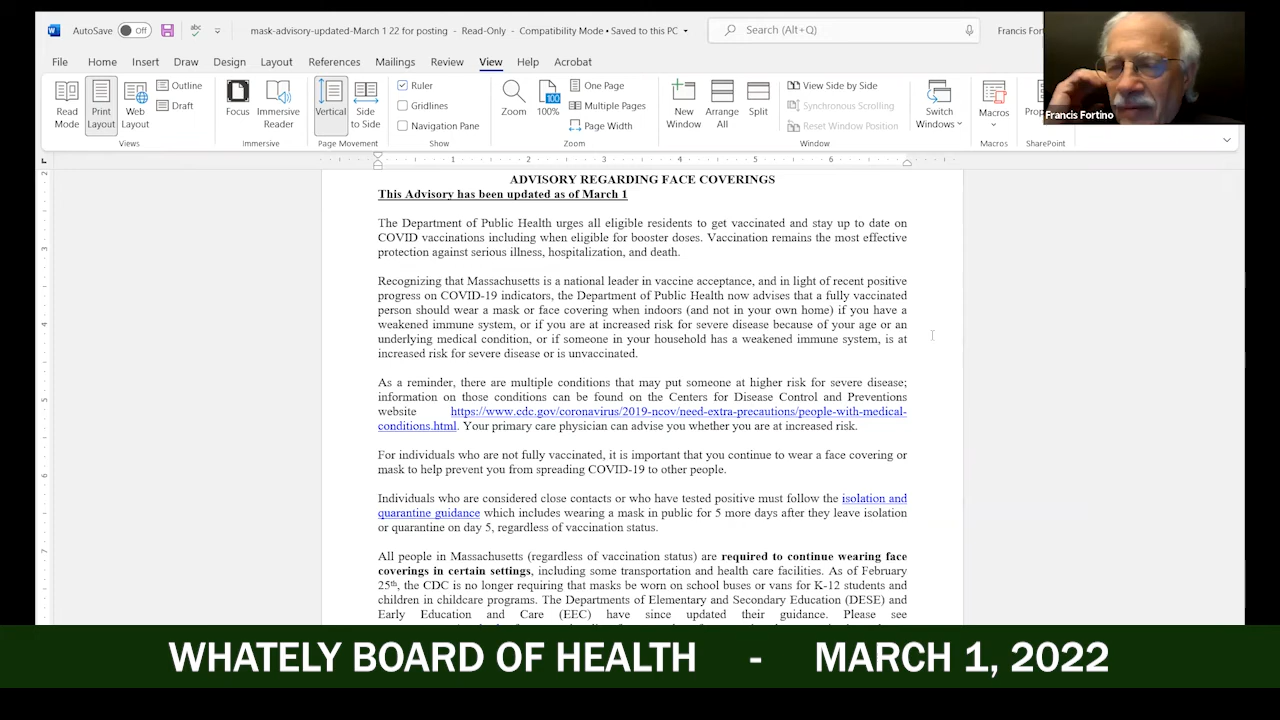 AutoSave Off mask-advisory-updated-March 1 22 for posting - Read-Only - Compatibility Mode • Saved to this PC Search (Alt+Q) Francis Fortino
File Home Insert Draw Design Layout References Mailings Review View Help Acrobat
Read Mode
Print Layout
Web Layout
Outline
Draft
Views
Focus
Immersive Reader
Immersive
Vertical
Side to Side
Page Movement
Ruler
Gridlines
Navigation Pane
Show
Zoom
100%
One Page
Multiple Pages
Page Width
Zoom
New Window
Arrange All
Split
View Side by Side
Synchronous Scrolling
Reset Window Position
Switch Windows
Window
Macros
Macros
SharePoint
Francis Fortino
ADVISORY REGARDING FACE COVERINGS
This Advisory has been updated as of March 1
The Department of Public Health urges all eligible residents to get vaccinated and stay up to date on
COVID vaccinations including when eligible for booster doses. Vaccination remains the most effective
protection against serious illness, hospitalization, and death.
Recognizing that Massachusetts is a national leader in vaccine acceptance, and in light of recent positive
progress on COVID-19 indicators, the Department of Public Health now advises that a fully vaccinated
person should wear a mask or face covering when indoors (and not in your own home) if you have a
weakened immune system, or if you are at increased risk for severe disease because of your age or an
underlying medical condition, or if someone in your household has a weakened immune system, is at
increased risk for severe disease or is unvaccinated.
As a reminder, there are multiple conditions that may put someone at higher risk for severe disease;
information on those conditions can be found on the Centers for Disease Control and Preventions
website https://www.cdc.gov/coronavirus/2019-ncov/need-extra-precautions/people-with-medical-
conditions.html. Your primary care physician can advise you whether you are at increased risk.
For individuals who are not fully vaccinated, it is important that you continue to wear a face covering or
mask to help prevent you from spreading COVID-19 to other people.
Individuals who are considered close contacts or who have tested positive must follow the isolation and
quarantine guidance which includes wearing a mask in public for 5 more days after they leave isolation
or quarantine on day 5, regardless of vaccination status.
All people in Massachusetts (regardless of vaccination status) are required to continue wearing face
coverings in certain settings, including some transportation and health care facilities. As of February
25th, the CDC is no longer requiring that masks be worn on school buses or vans for K-12 students and
children in childcare programs. The Departments of Elementary and Secondary Education (DESE) and
Early Education and Care (EEC) have since updated their guidance. Please see
WHATELY BOARD OF HEALTH - MARCH 1, 2022